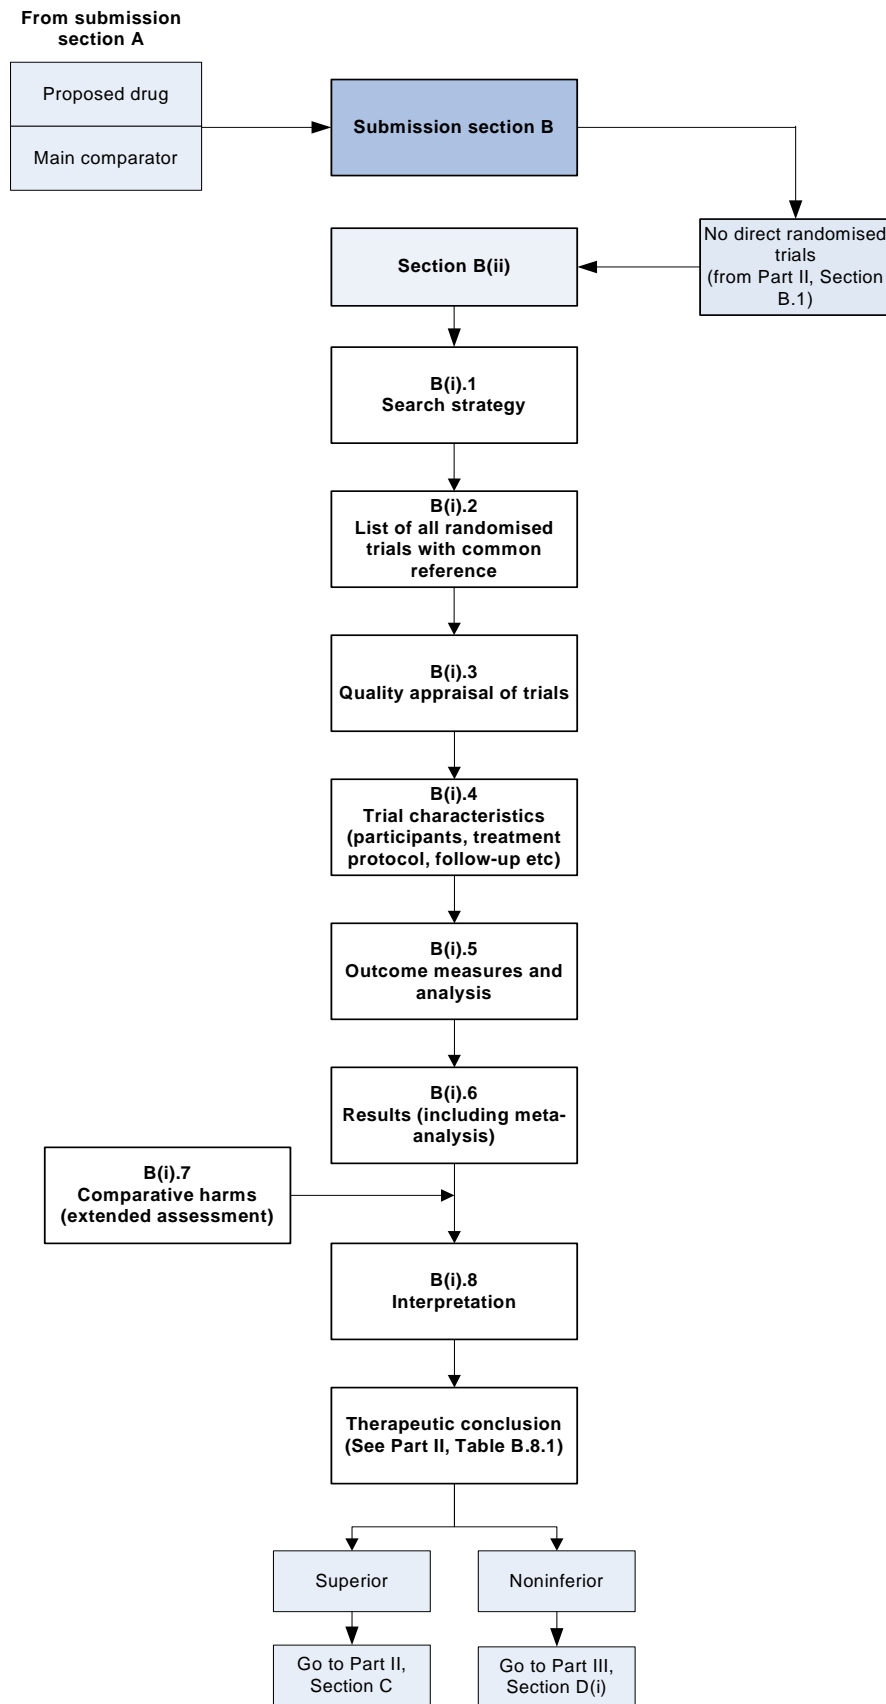 From submission
section A
Proposed drug
Main comparator
Submission section B
No direct randomised
trials
(from Part II, Section
B.1)
Section B(ii)
B(i).1
Search strategy
B(i).2
List of all randomised
trials with common
reference
B(i).3
Quality appraisal of trials
B(i).4
Trial characteristics
(participants, treatment
protocol, follow-up etc)
B(i).5
Outcome measures and
analysis
B(i).6
Results (including meta-
analysis)
B(i).7
Comparative harms
(extended assessment)
B(i).8
Interpretation
Therapeutic conclusion
(See Part II, Table B.8.1)
Superior
Noninferior
Go to Part II,
Section C
Go to Part III,
Section D(i)